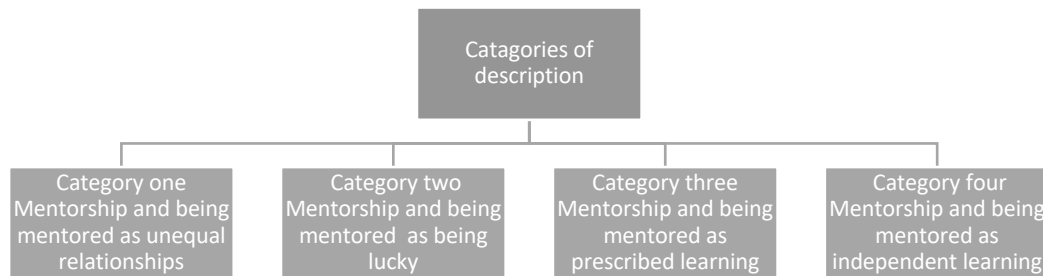 Catagories of
description
Category one
Mentorship and being
mentored as unequal
relationships
Category two
Mentorship and being
mentored as being
lucky
Category three
Mentorship and being
mentored as
prescribed learning
Category four
Mentorship and being
mentored as
independent learning